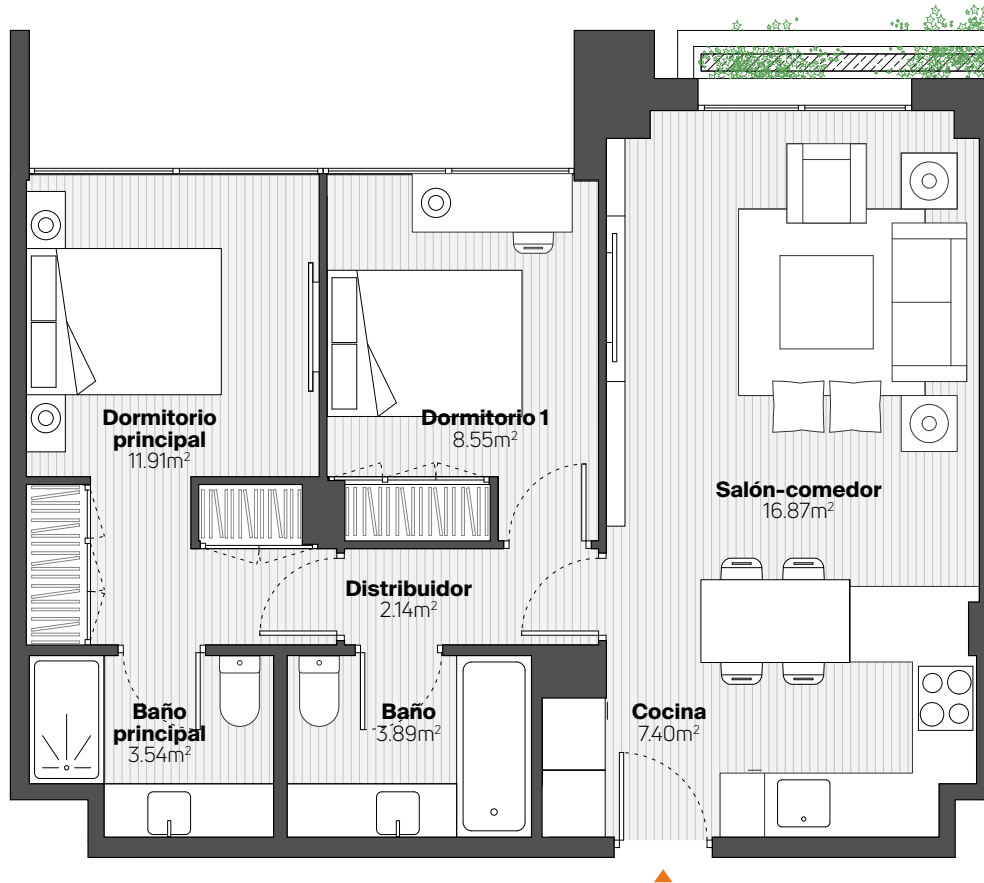 Dormitorio
principal
11.91m²
Dormitorio 1
8.55m²
Salón-comedor
16.87m²
Distribuidor
2.14m²
Baño
principal
3.54m²
Baño
3.89m²
Cocina
7.40m²